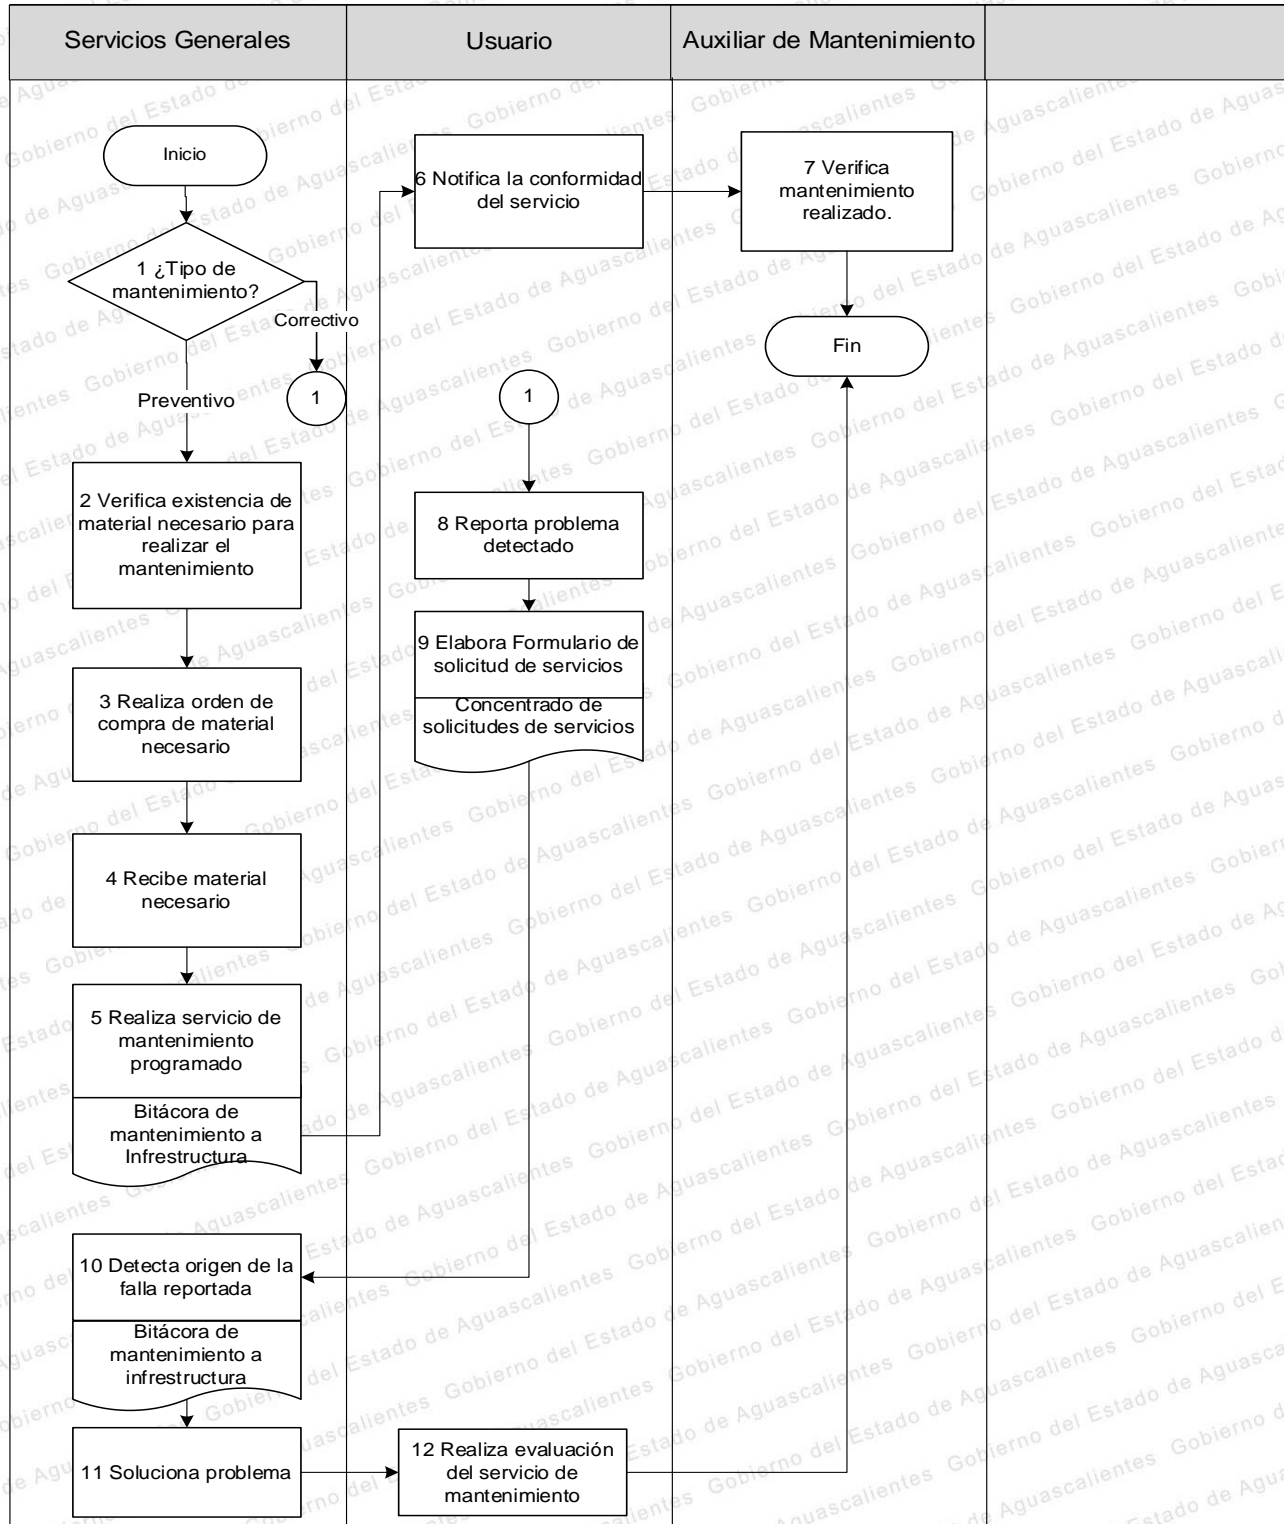 Servicios Generales
Usuario
Auxiliar de Mantenimiento
Inicio
1 ¿Tipo de
mantenimiento?
Correctivo
1
Preventivo
2 Verifica existencia de
material necesario para
realizar el
mantenimiento
3 Realiza orden de
compra de material
necesario
4 Recibe material
necesario
5 Realiza servicio de
mantenimiento
programado
Bitácora de
mantenimiento a
Infrestructura
6 Notifica la conformidad
del servicio
7 Verifica
mantenimiento
realizado.
Fin
1
8 Reporta problema
detectado
9 Elabora Formulario de
solicitud de servicios
Concentrado de
solicitudes de servicios
10 Detecta origen de la
falla reportada
Bitácora de
mantenimiento a
infrestructura
11 Soluciona problema
12 Realiza evaluación
del servicio de
mantenimiento
Gobierno del Estado de Aguascalientes